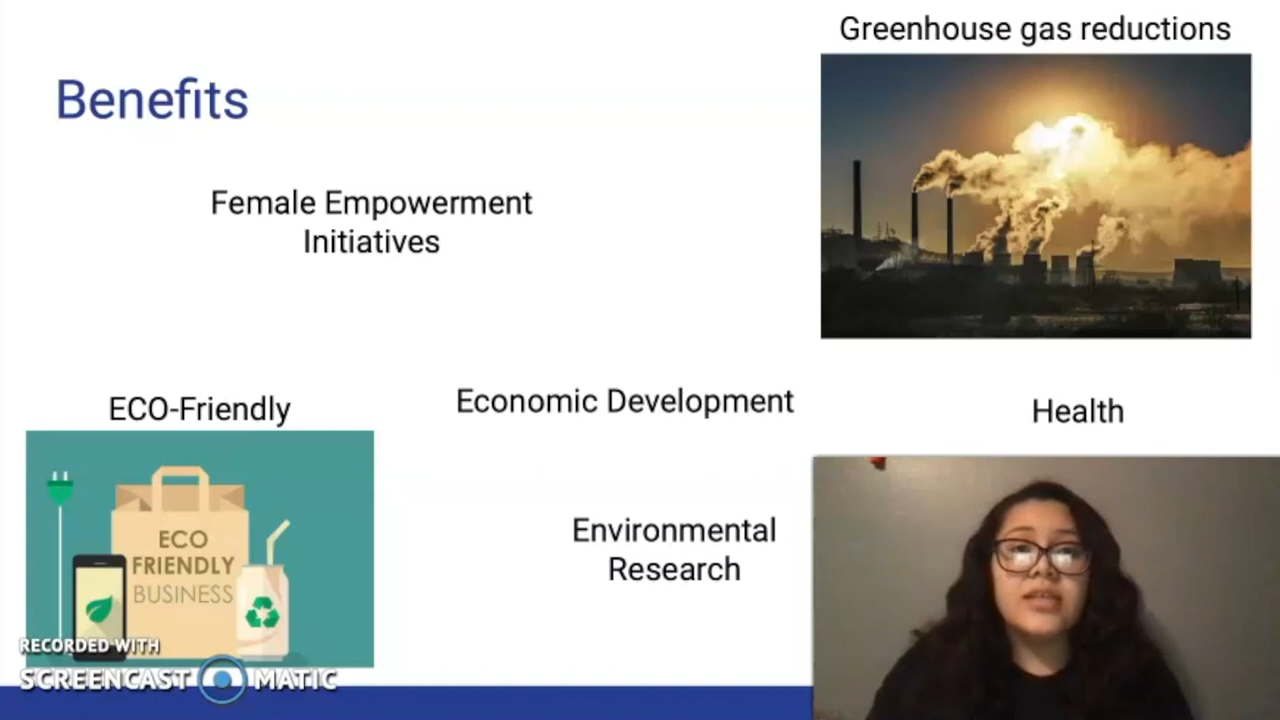 Greenhouse gas reductions
Benefits
Female Empowerment
Initiatives
ECO-Friendly
Economic Development
Health
ECO
FRIENDLY
BUSINESS
Environmental
Research
RECORDED WITH
SCREENCAST MATIC